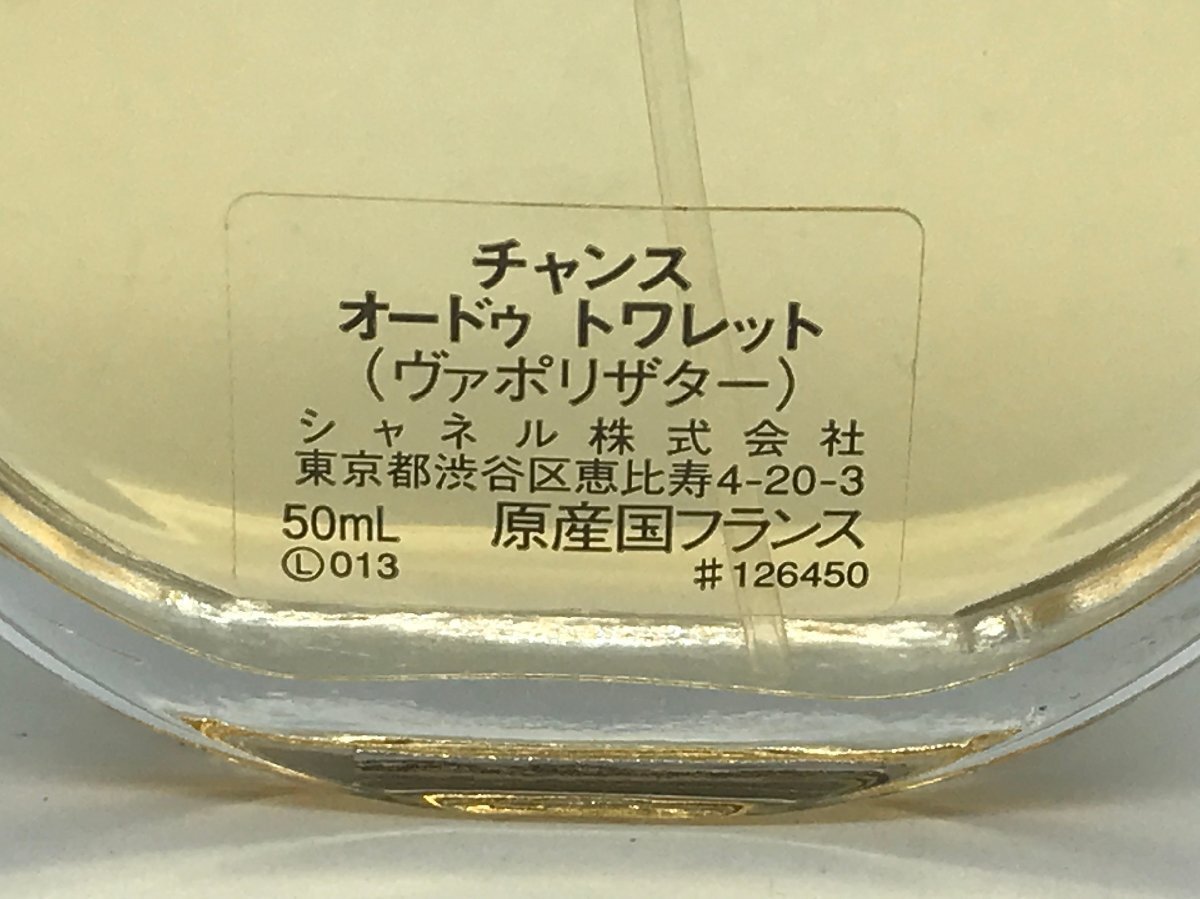 チャンス
オードゥ トワレット
(ヴァポリザター)
シャネル株式会社
東京都渋谷区恵比寿4-20-3
50mL 原産国フランス
Ⓛ013 #126450